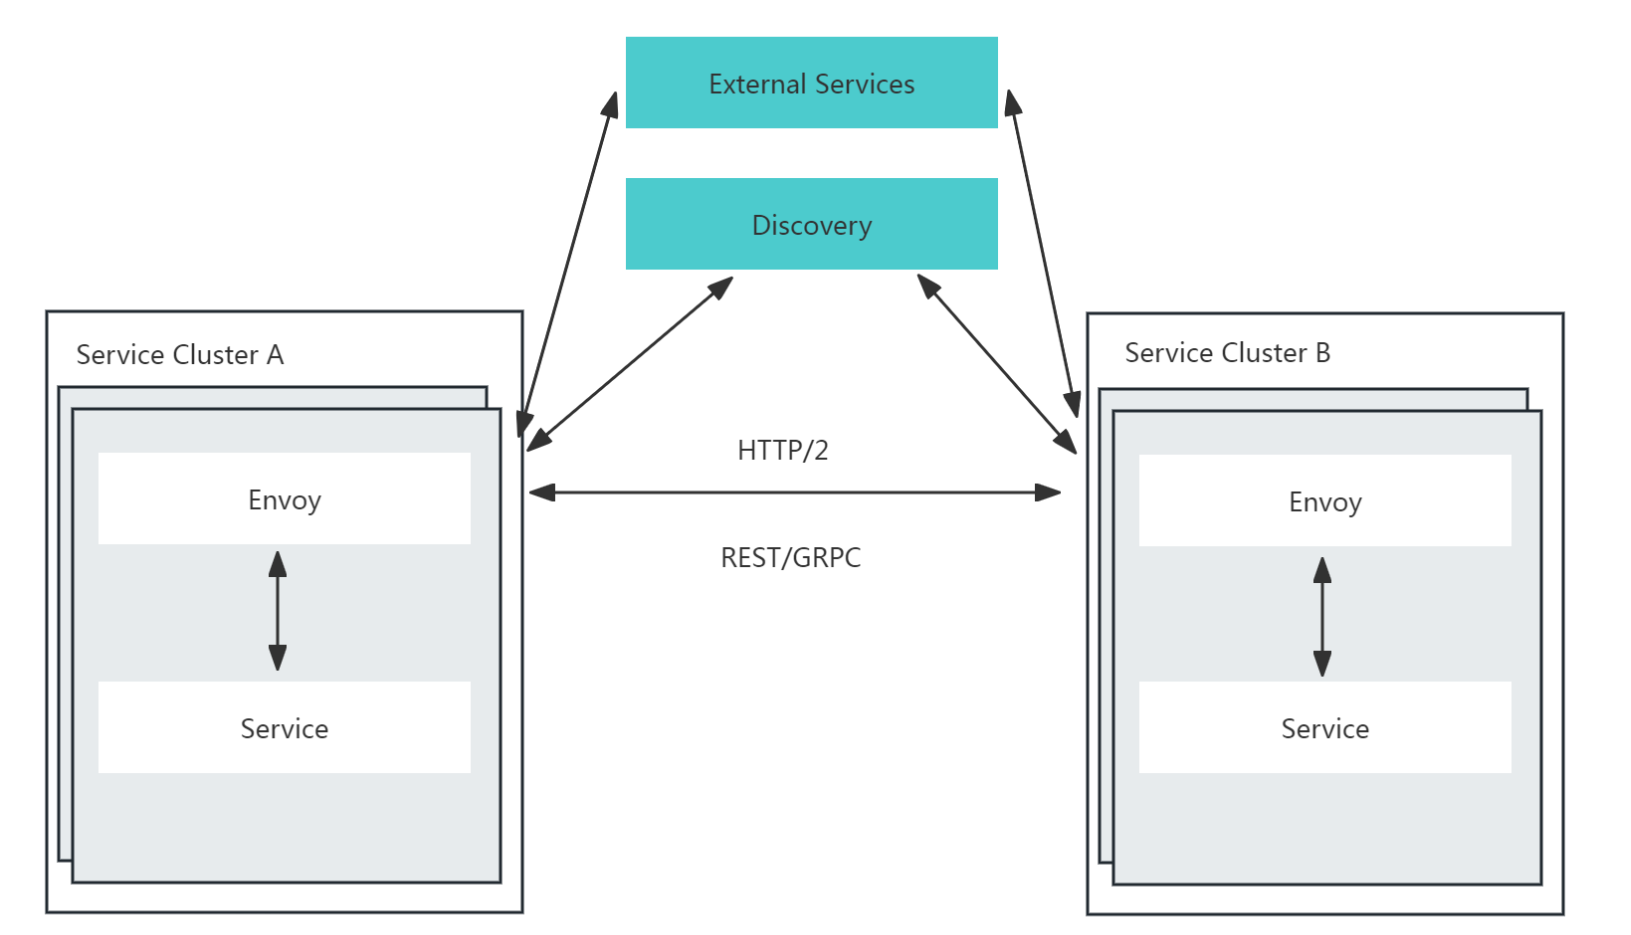 External Services
Discovery
Service Cluster A
Envoy
Service
HTTP/2
REST/GRPC
Service Cluster B
Envoy
Service